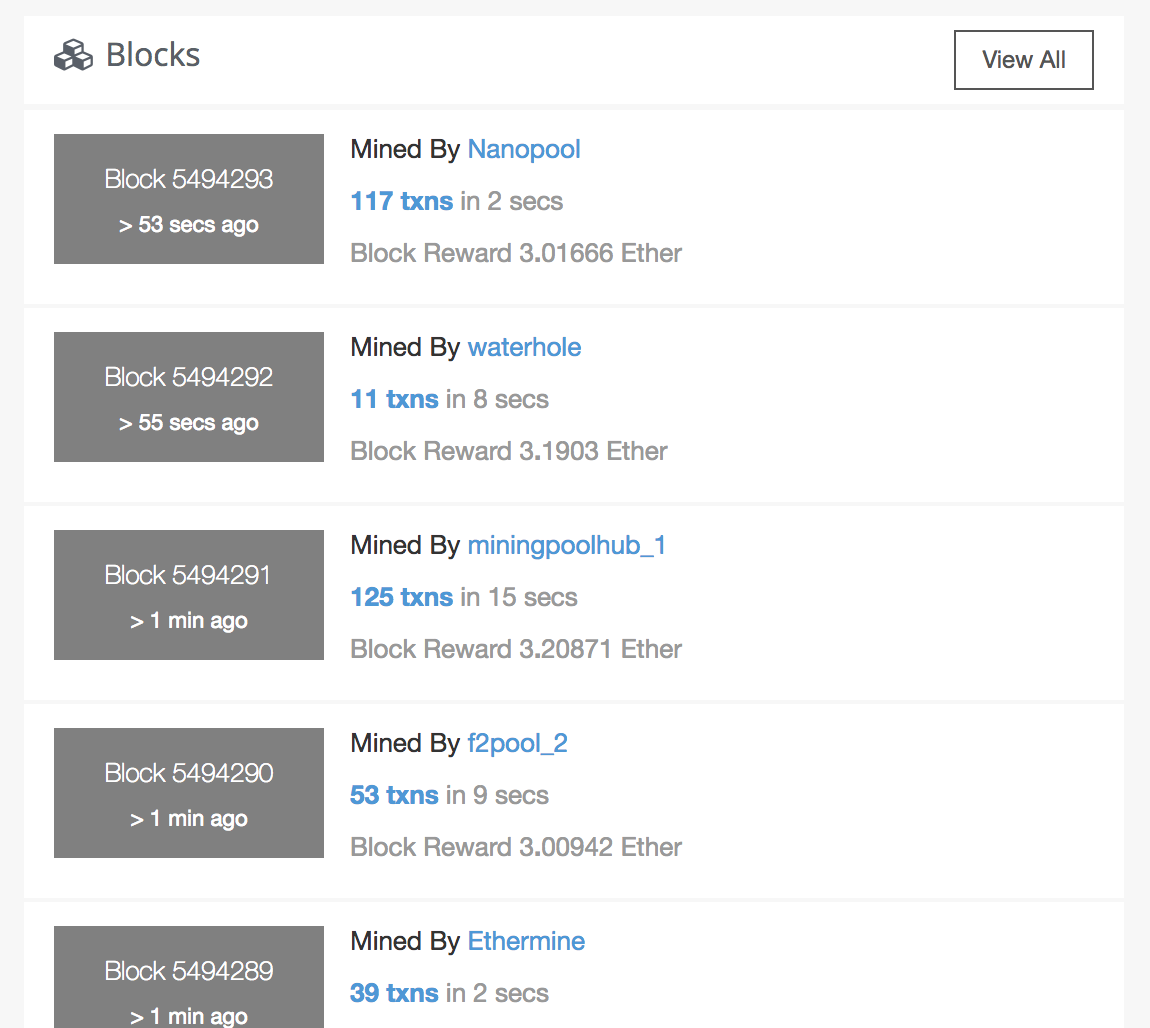 Blocks
View All
Block 5494293
> 53 secs ago
Mined By Nanopool
117 txns in 2 secs
Block Reward 3.01666 Ether
Block 5494292
> 55 secs ago
Mined By waterhole
11 txns in 8 secs
Block Reward 3.1903 Ether
Block 5494291
> 1 min ago
Mined By miningpoolhub_1
125 txns in 15 secs
Block Reward 3.20871 Ether
Block 5494290
> 1 min ago
Mined By f2pool_2
53 txns in 9 secs
Block Reward 3.00942 Ether
Block 5494289
> 1 min ago
Mined By Ethermine
39 txns in 2 secs